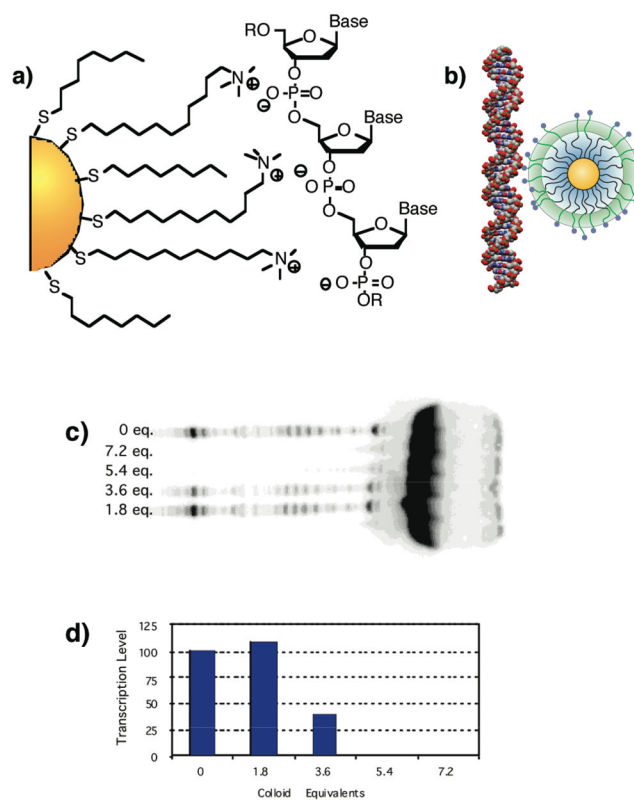 a)
RO
O
Base
O
O
P
O
⊖
O
Base
N
⊕
S
S
O
P
O
⊖
O
Base
N
⊕
S
S
O
⊖
O
P
O
OR
N
⊕
S
S
b)
c)
0 eq.
7.2 eq.
5.4 eq.
3.6 eq.
1.8 eq.
d)
Transcription Level
125
100
75
50
25
0
0 1.8 3.6 5.4 7.2
Colloid Equivalents